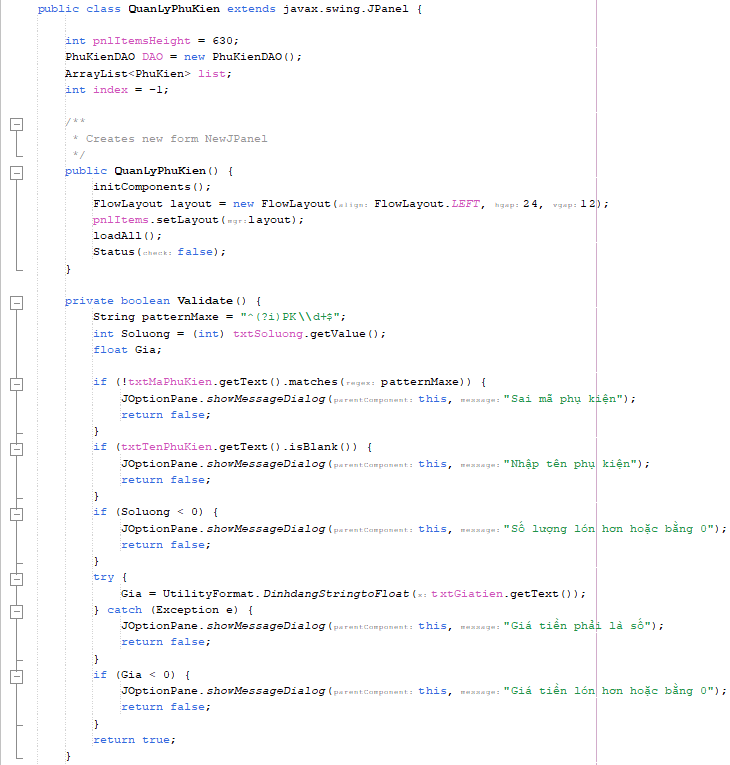 public class QuanLyPhuKien extends javax.swing.JPanel {
int pnlItemsHeight = 630;
PhuKienDAO DAO = new PhuKienDAO();
ArrayList<PhuKien> list;
int index = -1;
/**
* Creates new form NewJPanel
*/
public QuanLyPhuKien() {
initComponents();
FlowLayout layout = new FlowLayout(align: FlowLayout.LEFT, hgap: 24, vgap: 12);
pnlItems.setLayout(mgr: layout);
loadAll();
Status(check: false);
}
private boolean Validate() {
String patternMaxe = "^(?i)PK\\d+$";
int Soluong = (int) txtSoluong.getValue();
float Gia;
if (!txtMaPhuKien.getText().matches(regex: patternMaxe)) {
JOptionPane.showMessageDialog(parentComponent: this, message: "Sai mã phụ kiện");
return false;
}
if (txtTenPhuKien.getText().isBlank()) {
JOptionPane.showMessageDialog(parentComponent: this, message: "Nhập tên phụ kiện");
return false;
}
if (Soluong < 0) {
JOptionPane.showMessageDialog(parentComponent: this, message: "Số lượng lón hơn hoặc bằng 0");
return false;
}
try {
Gia = UtilityFormat.DinhdangStringtoFloat(x: txtGiatien.getText());
} catch (Exception e) {
JOptionPane.showMessageDialog(parentComponent: this, message: "Giá tiền phải là số");
return false;
}
if (Gia < 0) {
JOptionPane.showMessageDialog(parentComponent: this, message: "Giá tiền lón hơn hoặc bằng 0");
return false;
}
return true;
}